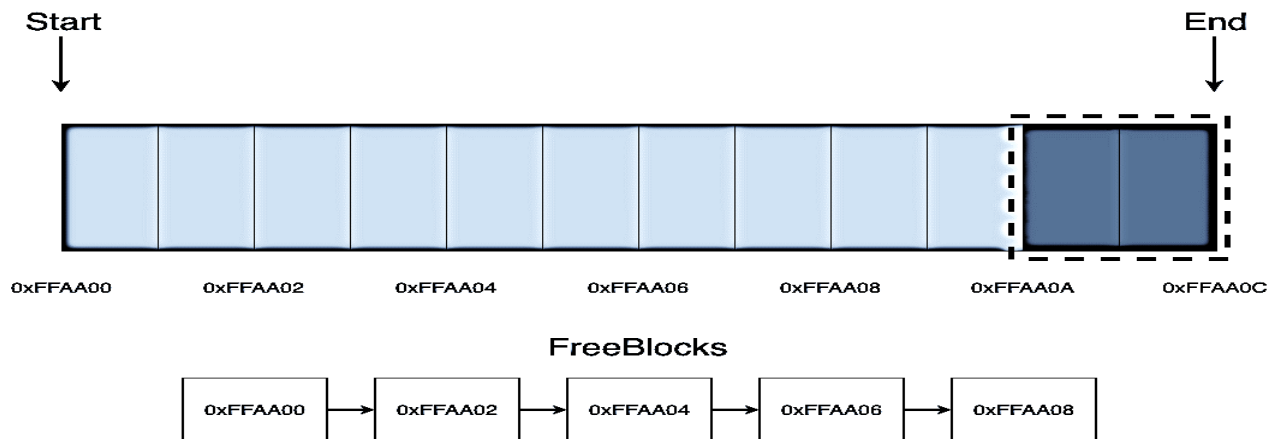 Start End
0xFFAA00 0xFFAA02 0xFFAA04 0xFFAA06 0xFFAA08 0xFFAA0A 0xFFAA0C
FreeBlocks
0xFFAA00 0xFFAA02 0xFFAA04 0xFFAA06 0xFFAA08